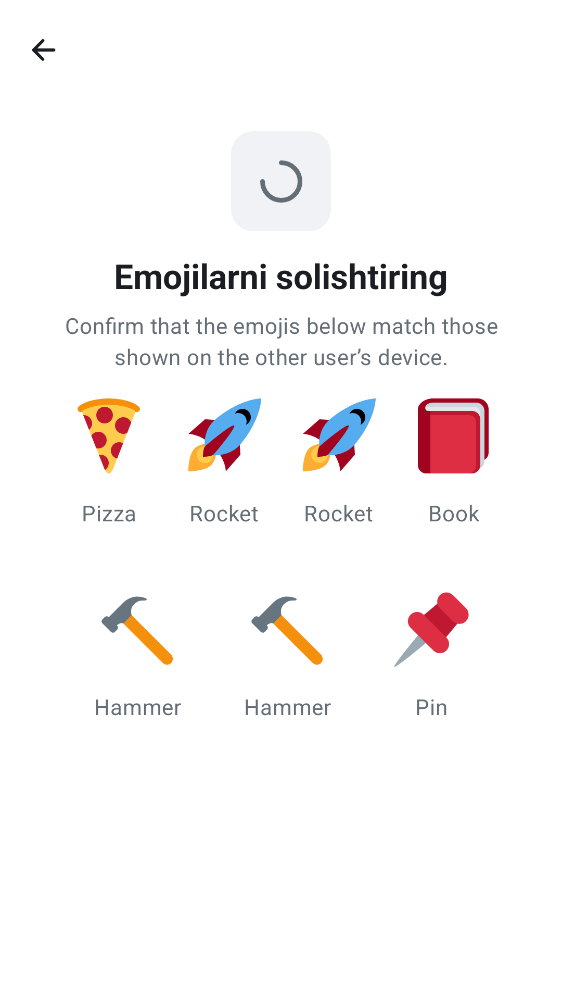 Emojilarni solishtiring
Confirm that the emojis below match those
shown on the other user’s device.
Pizza Rocket Rocket Book
Hammer Hammer Pin